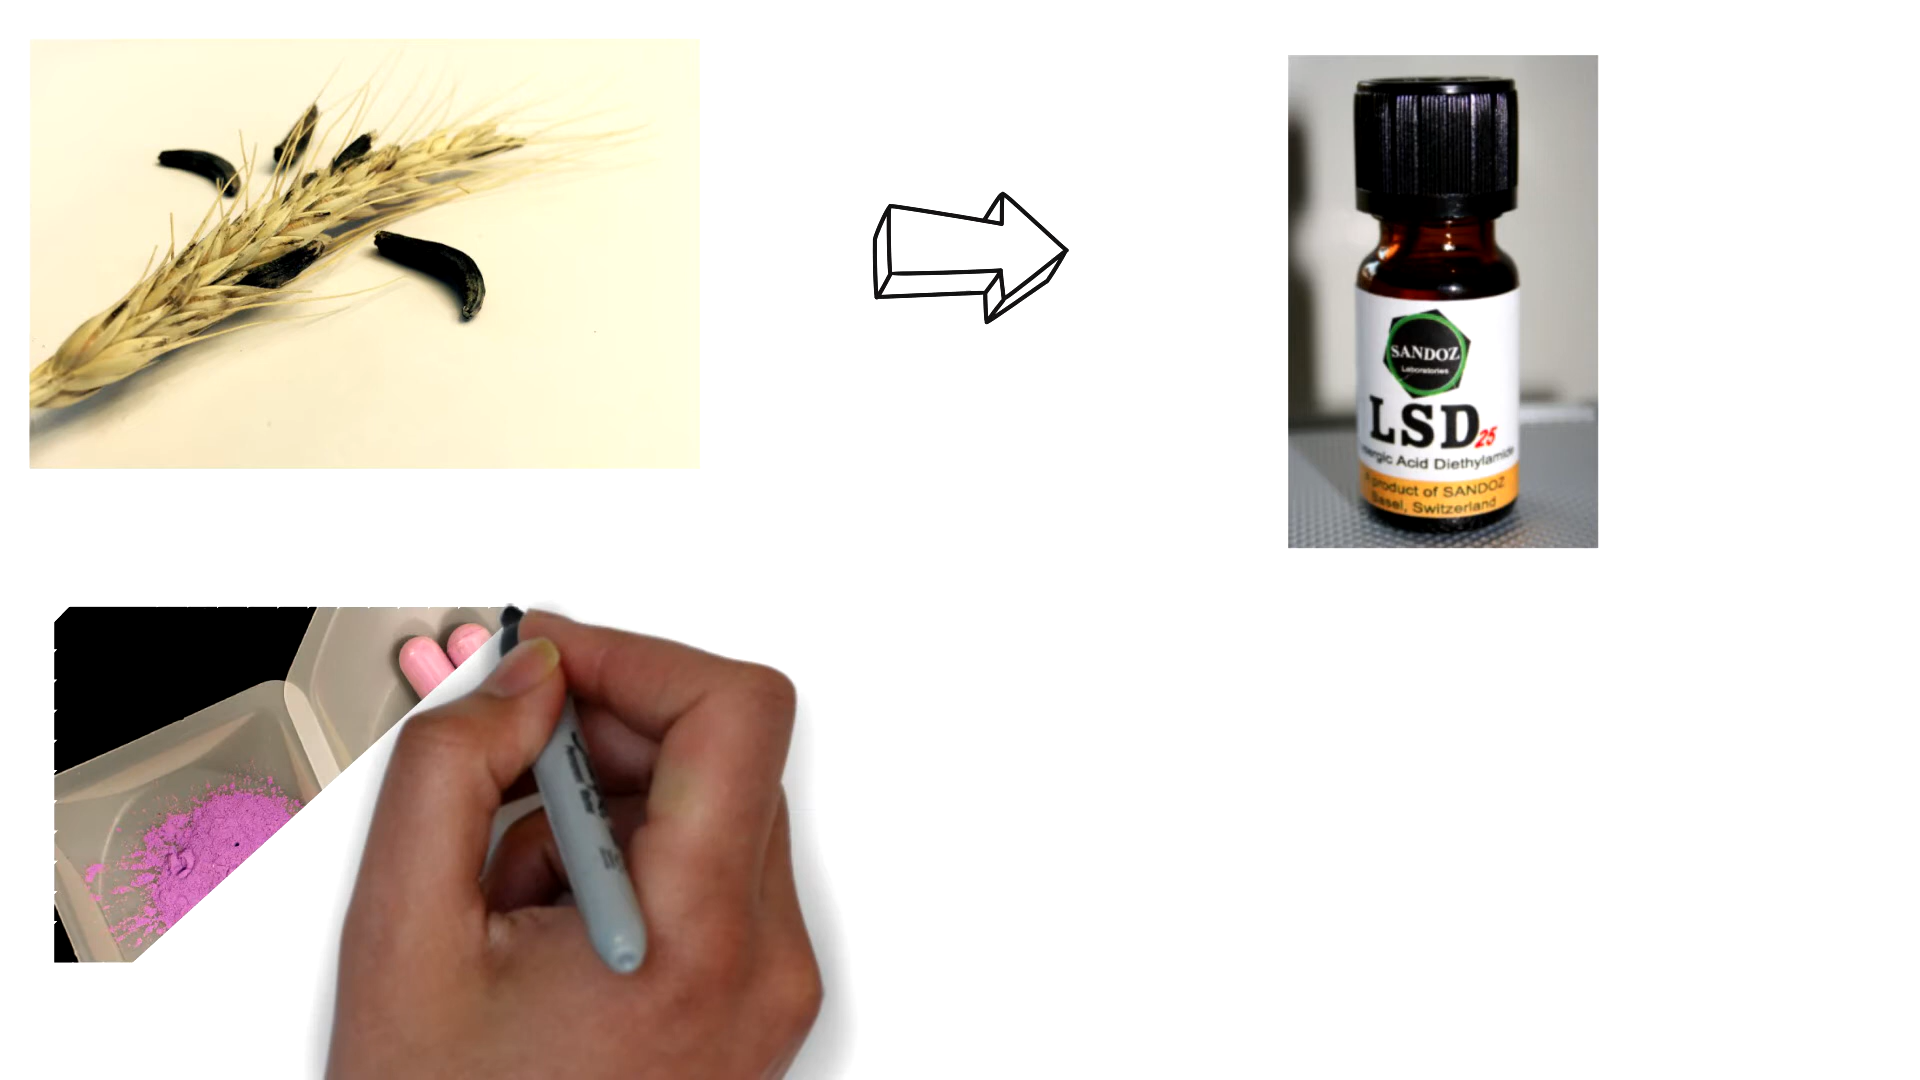 SANDOZ
Laboratories
LSD25
Acid Diethylamide
product of SANDOZ
Basel, Switzerland